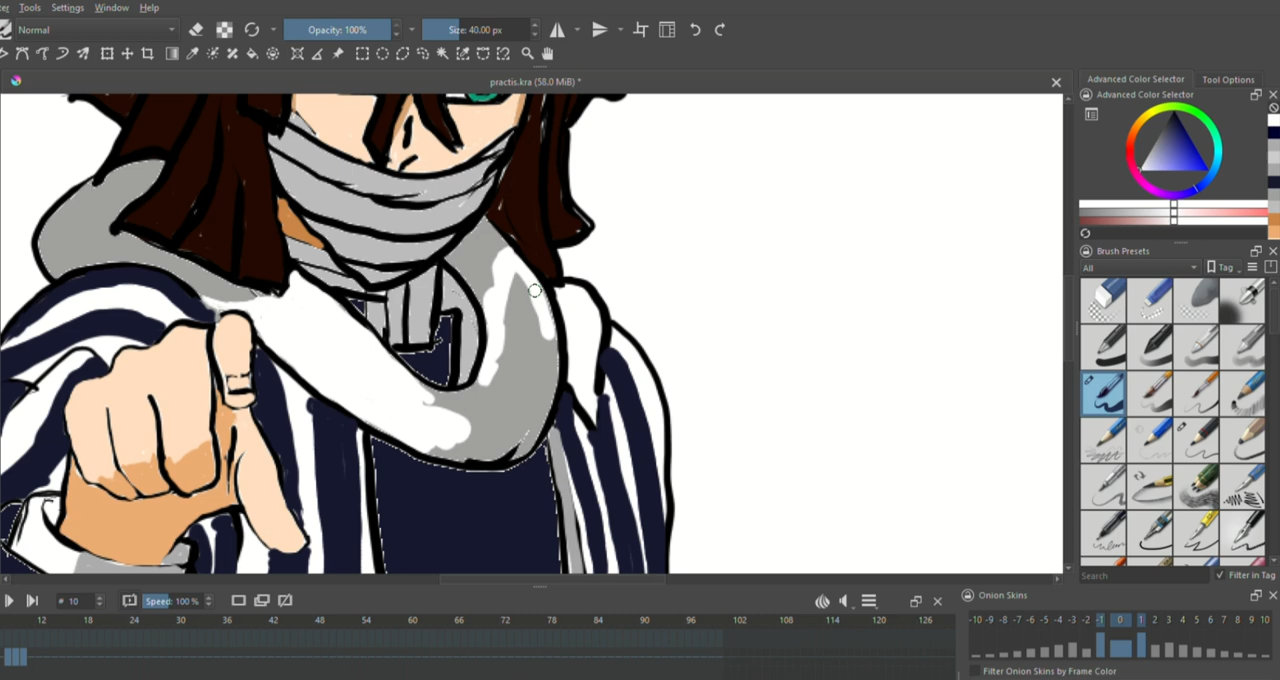 Tools Settings Window Help
Normal Opacity: 100% Size: 40.00 px
practis.kra (58.0 MiB) *
Advanced Color Selector Tool Options
Advanced Color Selector
Brush Presets
All Tag
Search Filter in Tag
# 10 Speed: 100 %
12 18 24 30 36 42 48 54 60 66 72 78 84 90 96 102 108 114 120 126
Onion Skins
-10 -9 -8 -7 -6 -5 -4 -3 -2 -1 0 1 2 3 4 5 6 7 8 9 10
Filter Onion Skins by Frame Color